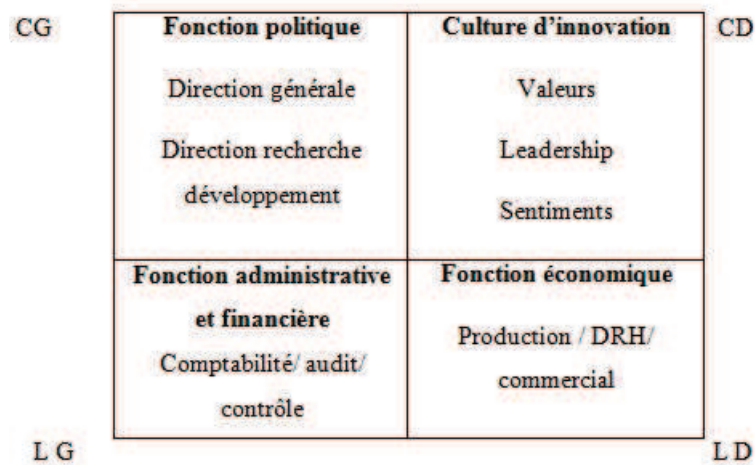 CG
Fonction politique
Culture d'innovation
CD
Direction générale
Valeurs
Direction recherche
développement
Leadership
Sentiments
Fonction administrative
et financière
Fonction économique
Comptabilité/ audit/
contrôle
Production / DRH/
commercial
L G
L D